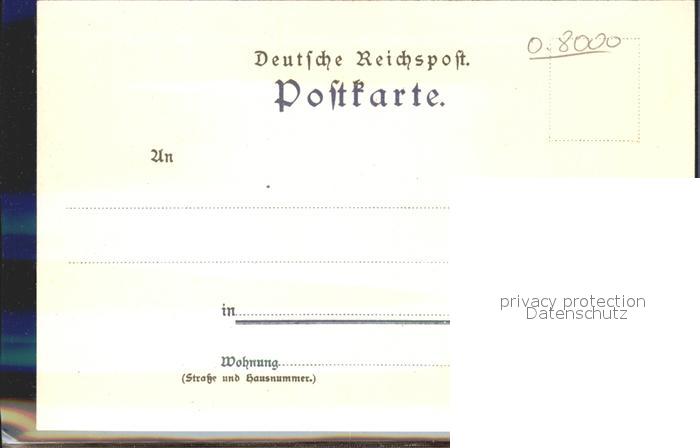 0.8000
Deutſche Reichspoſt.
Poſtkarte.
An
in
Wohnung
(Straße und Hausnummer.)
privacy protection
Datenschutz